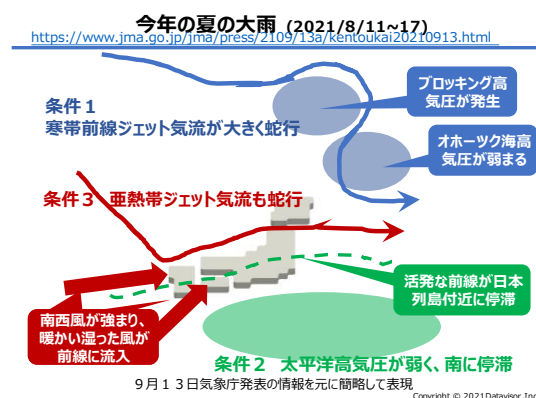 今年の夏の大雨 (2021/8/11~17)
https://www.jma.go.jp/jma/press/2109/13a/kentoukai20210913.html
ブロッキング高
気圧が発生
条件１
寒帯前線ジェット気流が大きく蛇行
オホーツク海高
気圧が弱まる
条件３　亜熱帯ジェット気流も蛇行
活発な前線が日本
列島付近に停滞
南西風が強まり、
暖かい湿った風が
前線に流入
条件２　太平洋高気圧が弱く、南に停滞
９月１３日気象庁発表の情報を元に簡略して表現
Copyright © 2021Datavisor Inc